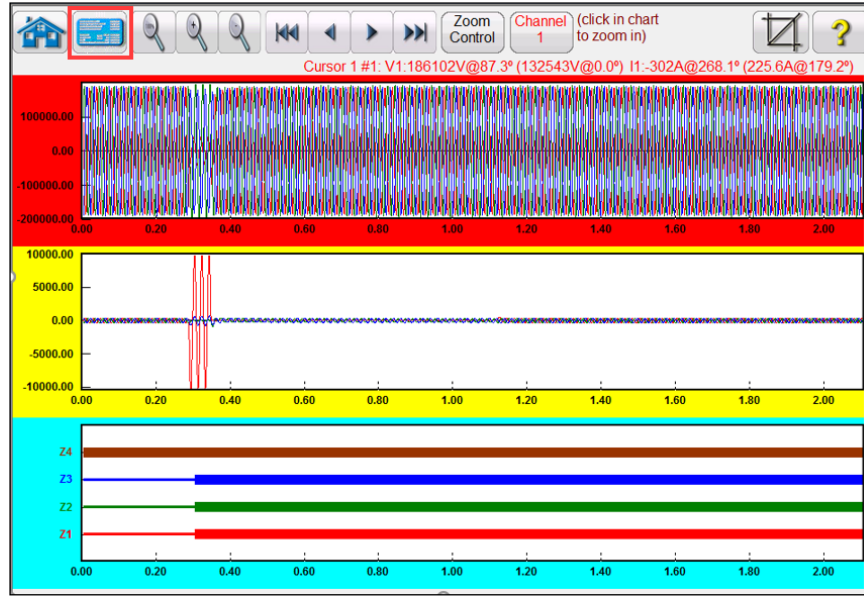 Zoom Control
Channel 1
(click in chart to zoom in)
?
Cursor 1 #1: V1:186102V@87.3º (132543V@0.0º) I1:-302A@268.1º (225.6A@179.2º)
100000.00
0.00
-100000.00
-200000.00
0.00 0.20 0.40 0.60 0.80 1.00 1.20 1.40 1.60 1.80 2.00
10000.00
5000.00
0.00
-5000.00
-10000.00
0.00 0.20 0.40 0.60 0.80 1.00 1.20 1.40 1.60 1.80 2.00
Z4
Z3
Z2
Z1
0.00 0.20 0.40 0.60 0.80 1.00 1.20 1.40 1.60 1.80 2.00